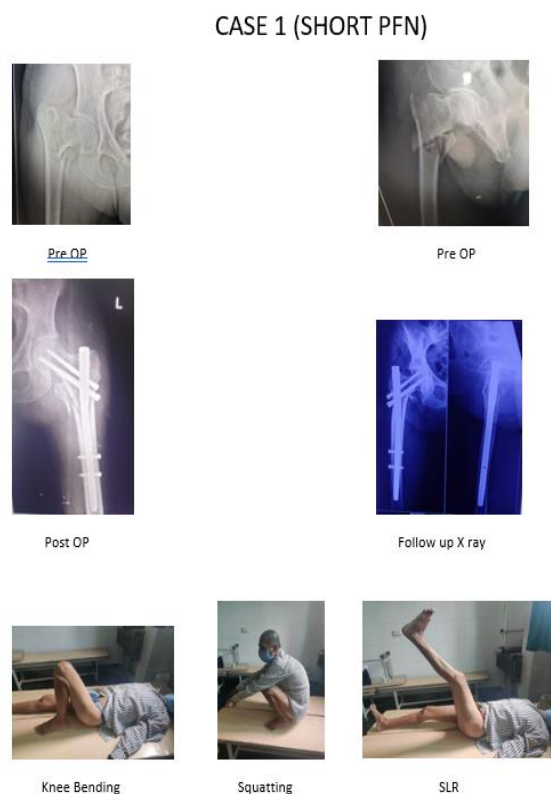 CASE 1 (SHORT PFN)
Pre OP
Pre OP
L
Post OP
Follow up X ray
Knee Bending
Squatting
SLR